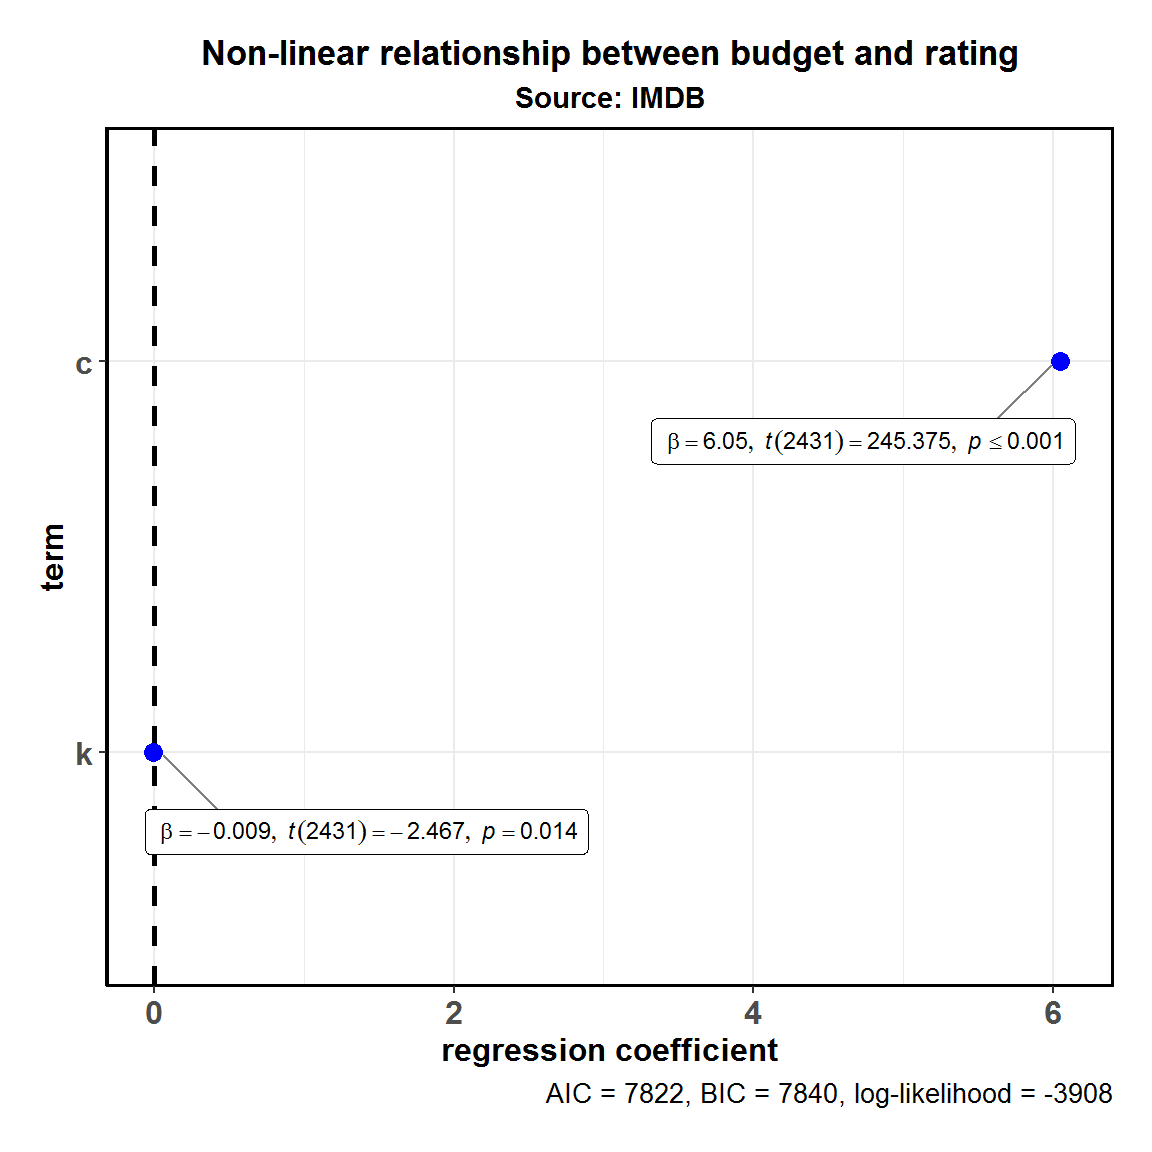 Non-linear relationship between budget and rating
Source: IMDB
c
β = 6.05, t(2431) = 245.375, p ≤ 0.001
term
k
β = −0.009, t(2431) = −2.467, p = 0.014
0 2 4 6
regression coefficient
AIC = 7822, BIC = 7840, log-likelihood = -3908